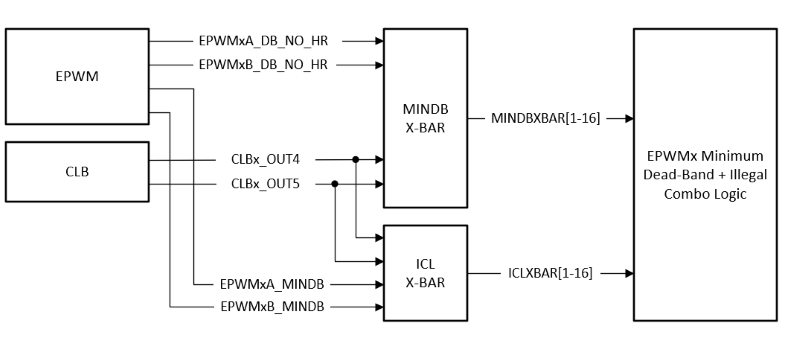 EPWMxA_DB_NO_HR
EPWMxB_DB_NO_HR
EPWM
MINDB
X-BAR
MINDBXBAR[1-16]
CLB
CLBx_OUT4
CLBx_OUT5
EPWMx Minimum
Dead-Band + Illegal
Combo Logic
ICL
X-BAR
ICLXBAR[1-16]
EPWMxA_MINDB
EPWMxB_MINDB